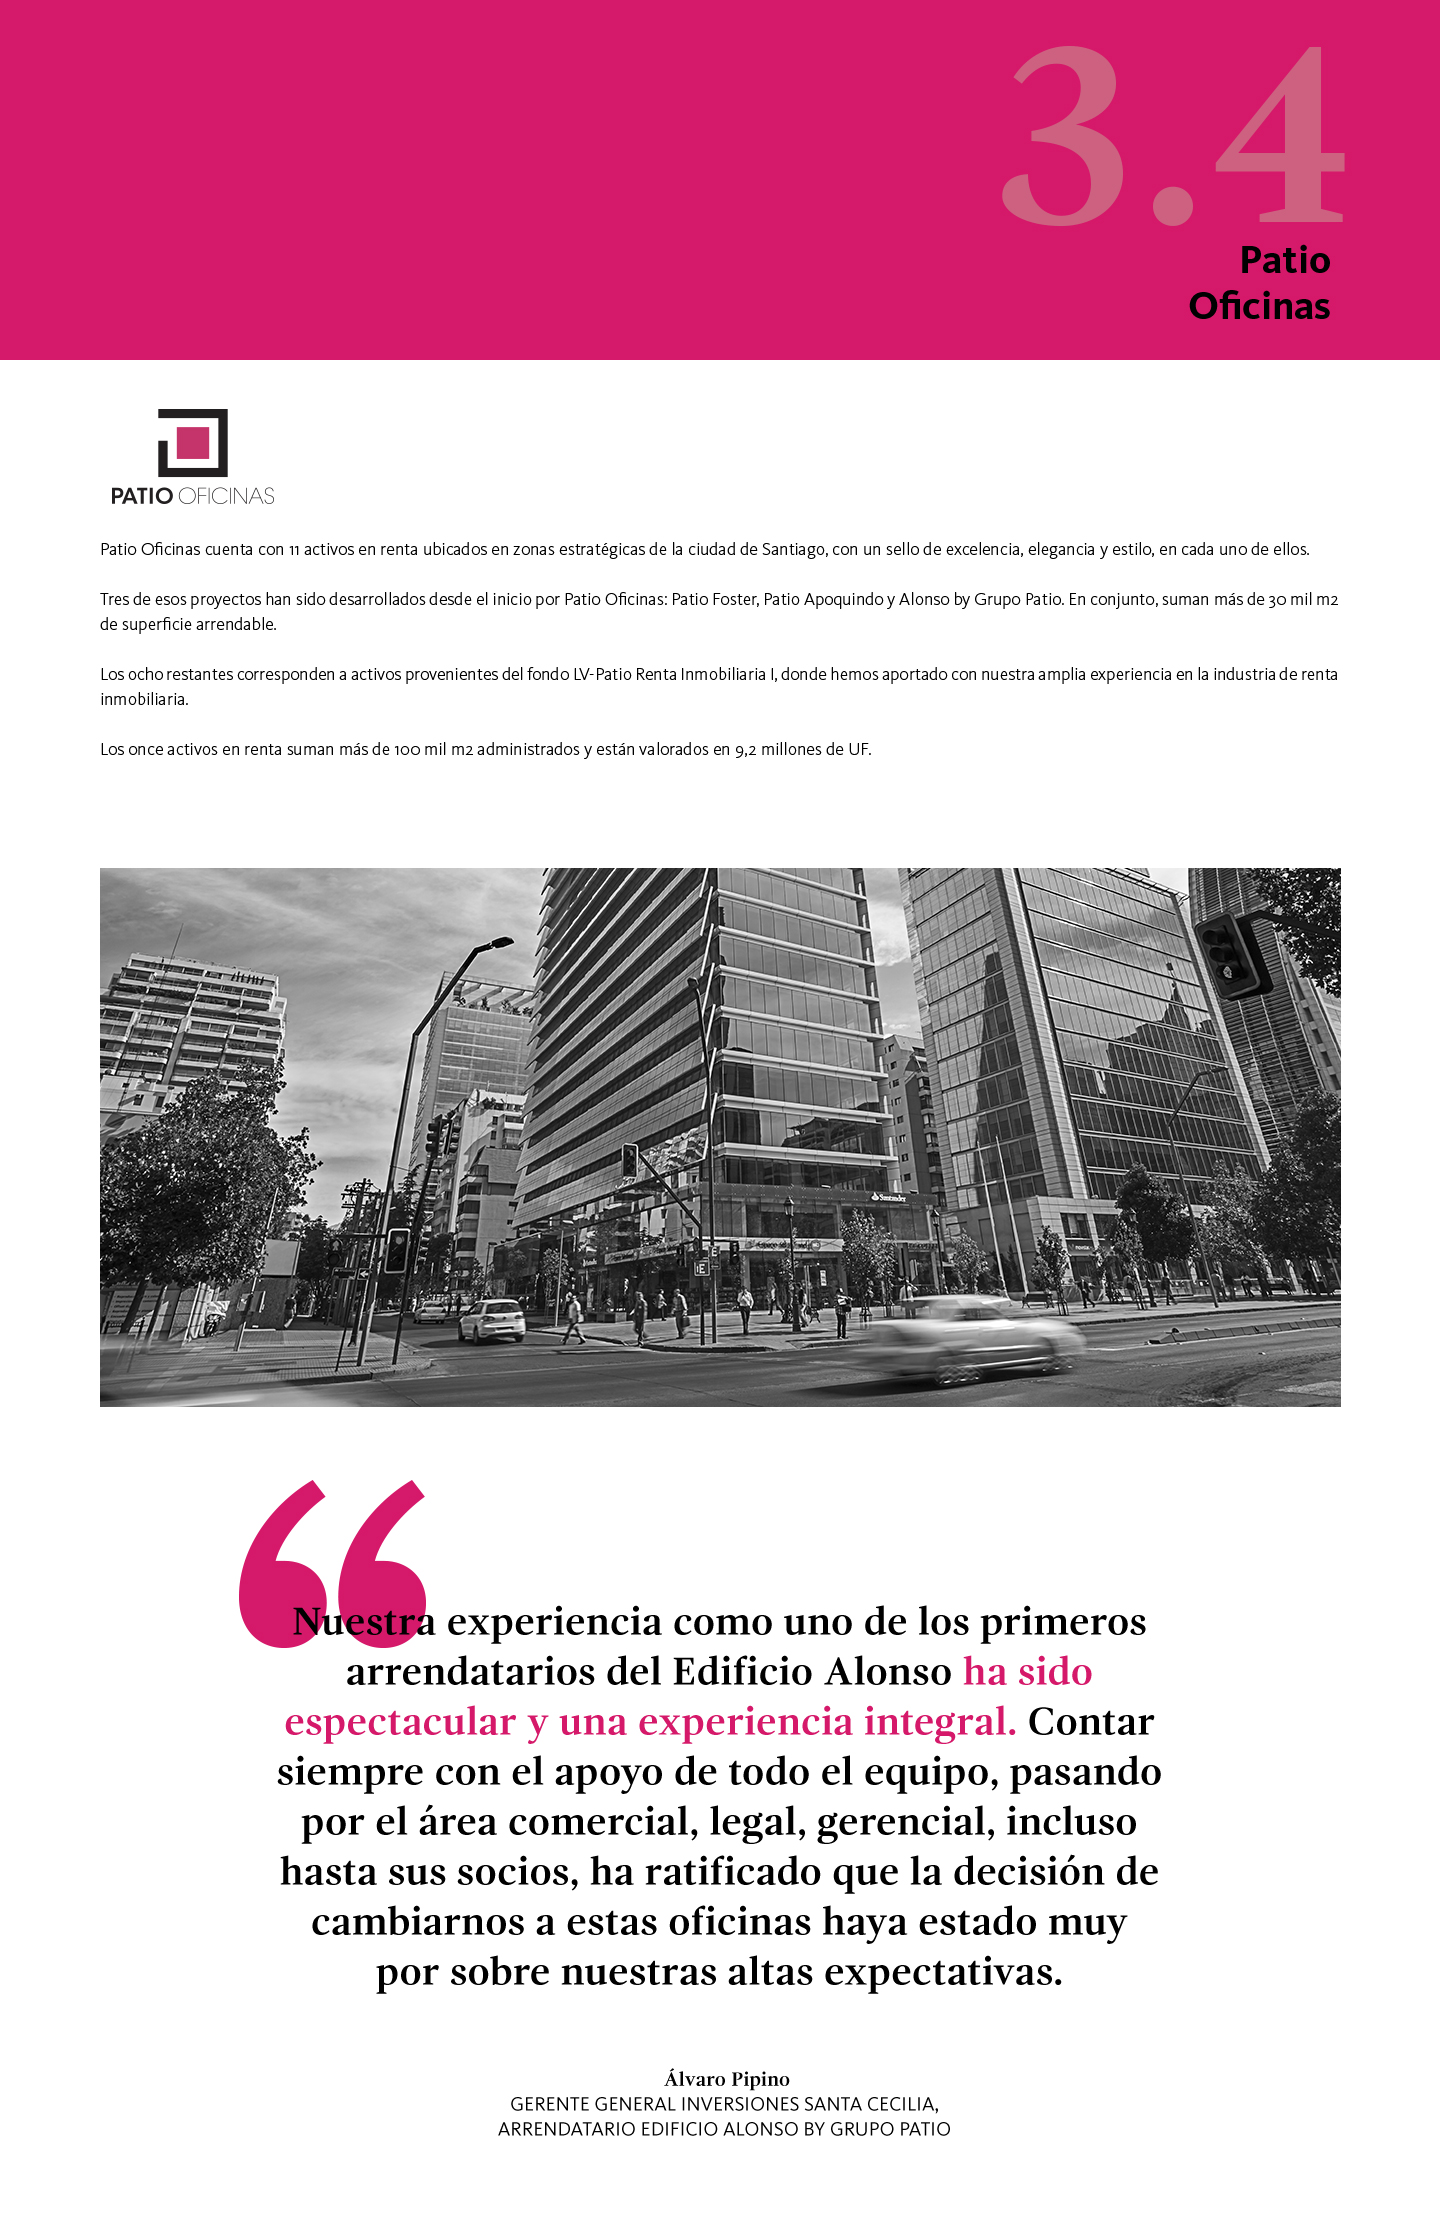 3.4
Patio
Oficinas
PATIO OFICINAS
Patio Oficinas cuenta con 11 activos en renta ubicados en zonas estratégicas de la ciudad de Santiago, con un sello de excelencia, elegancia y estilo, en cada uno de ellos.
Tres de esos proyectos han sido desarrollados desde el inicio por Patio Oficinas: Patio Foster, Patio Apoquindo y Alonso by Grupo Patio. En conjunto, suman más de 30 mil m2
de superficie arrendable.
Los ocho restantes corresponden a activos provenientes del fondo LV-Patio Renta Inmobiliaria I, donde hemos aportado con nuestra amplia experiencia en la industria de renta
inmobiliaria.
Los once activos en renta suman más de 100 mil m2 administrados y están valorados en 9,2 millones de UF.
Santander
E
E
“
Nuestra experiencia como uno de los primeros
arrendatarios del Edificio Alonso ha sido
espectacular y una experiencia integral. Contar
siempre con el apoyo de todo el equipo, pasando
por el área comercial, legal, gerencial, incluso
hasta sus socios, ha ratificado que la decisión de
cambiarnos a estas oficinas haya estado muy
por sobre nuestras altas expectativas.
Álvaro Pipino
GERENTE GENERAL INVERSIONES SANTA CECILIA,
ARRENDATARIO EDIFICIO ALONSO BY GRUPO PATIO